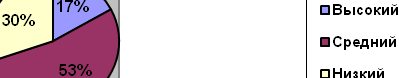 17%
30%
53%
Высокий
Средний
Низкий